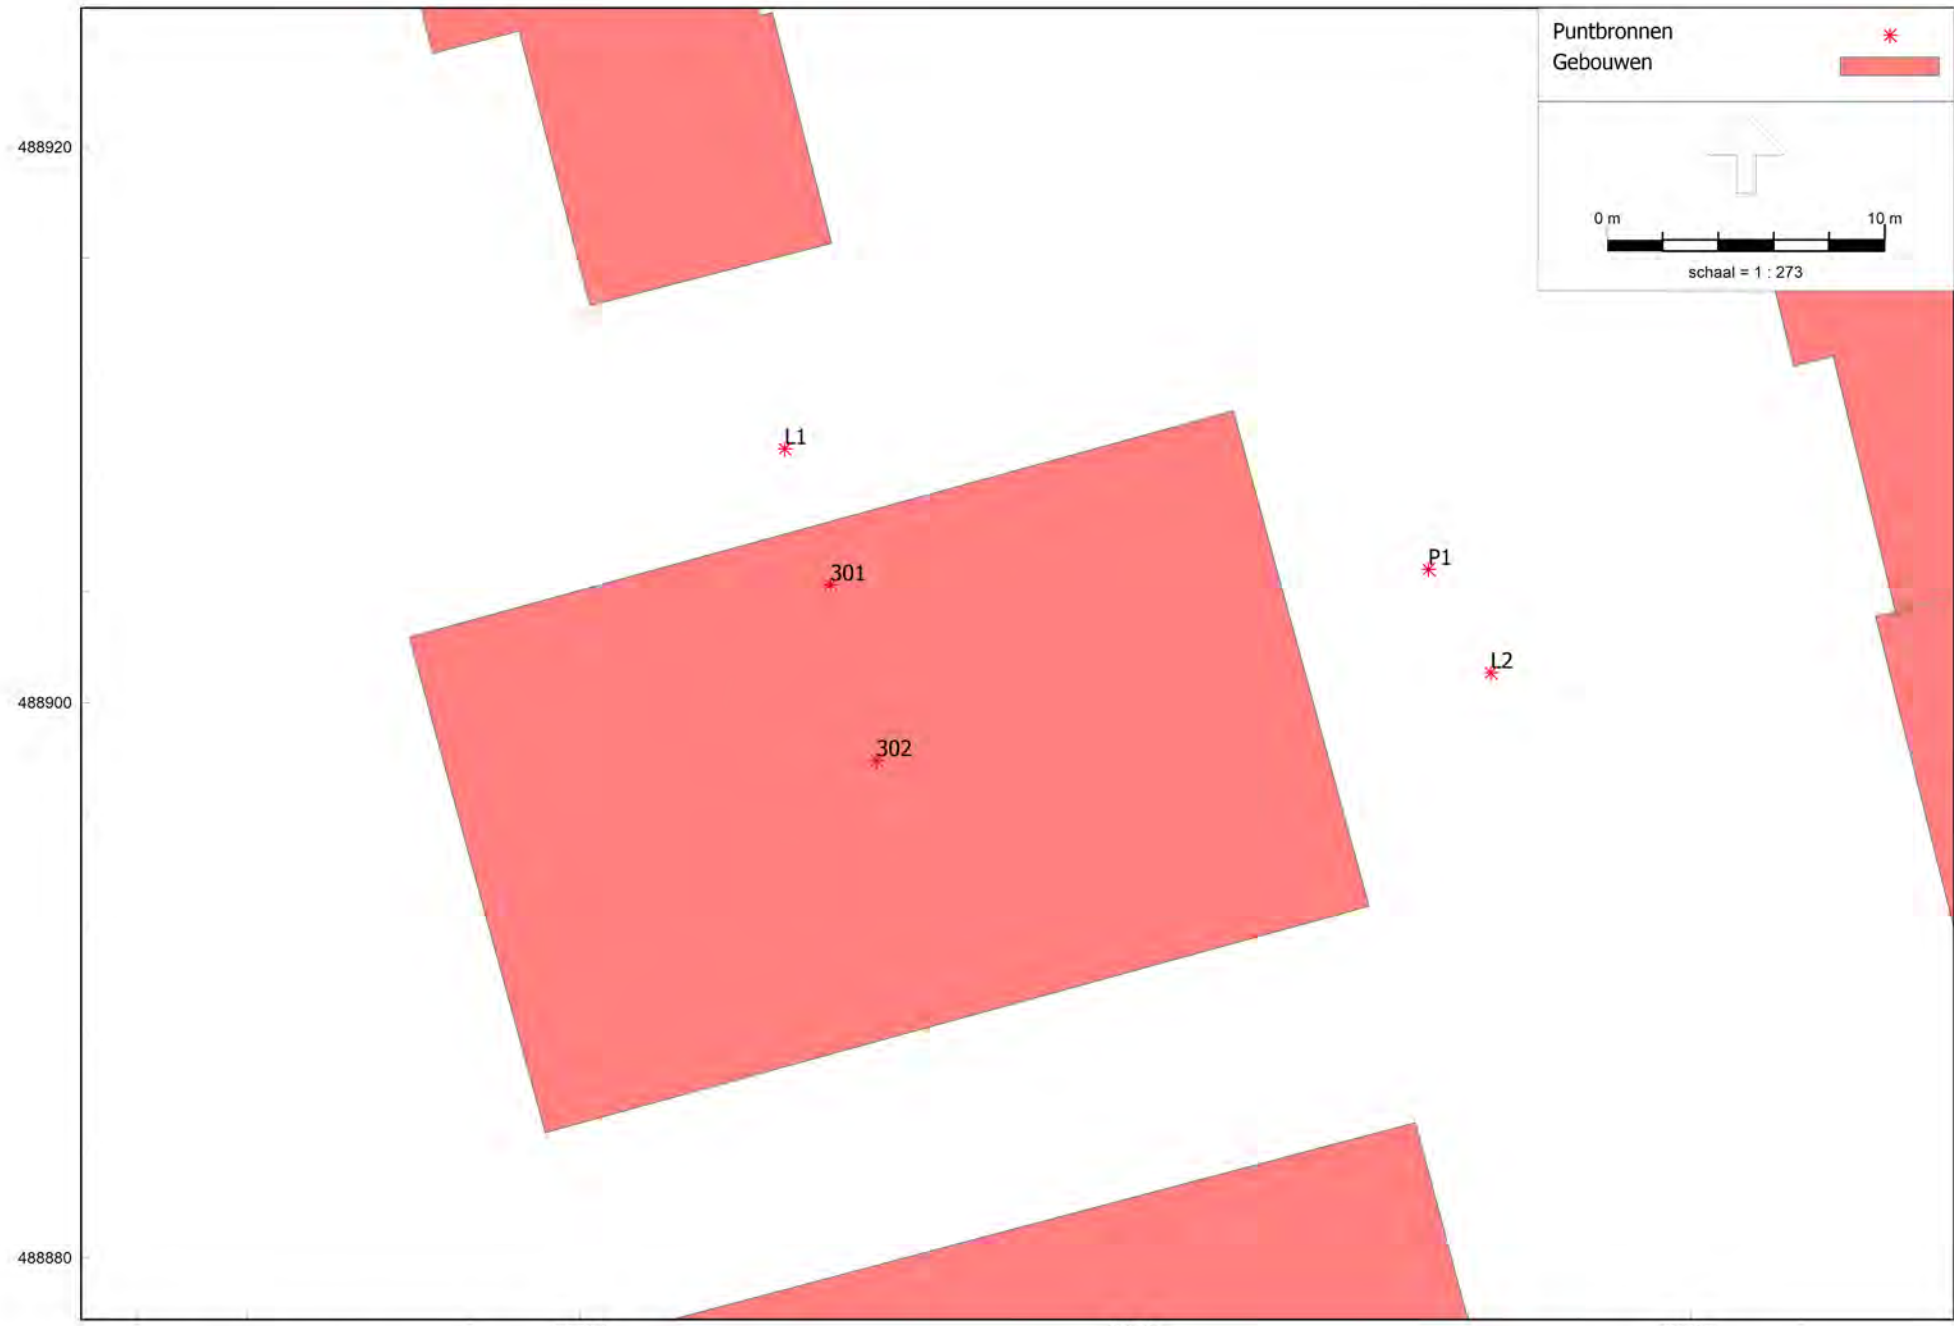 Puntbronnen
Gebouwen
488920
0 m 10 m
schaal = 1 : 273
L1
P1
301
L2
488900
302
488880